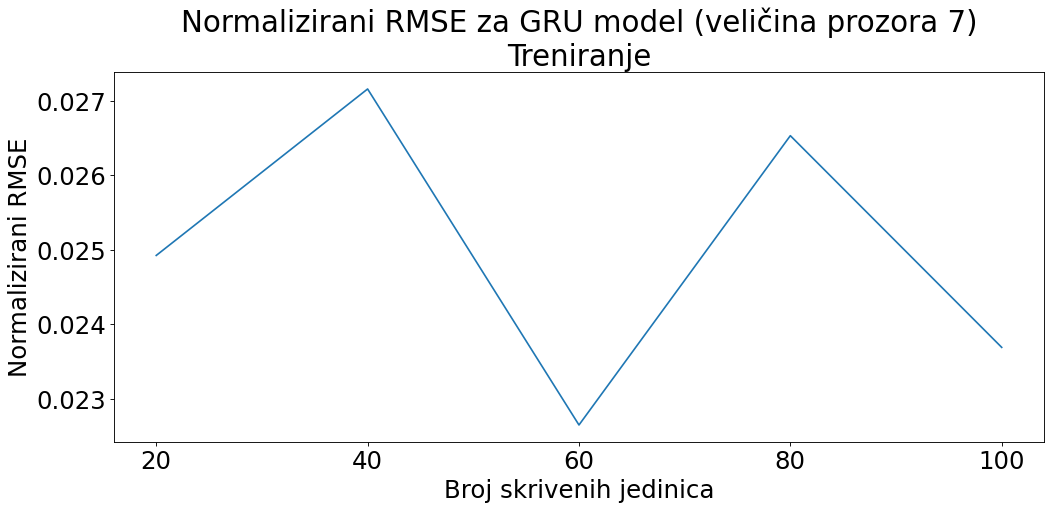 Normalizirani RMSE za GRU model (veličina prozora 7)
Treniranje
Normalizirani RMSE
0.027
0.026
0.025
0.024
0.023
20 40 60 80 100
Broj skrivenih jedinica